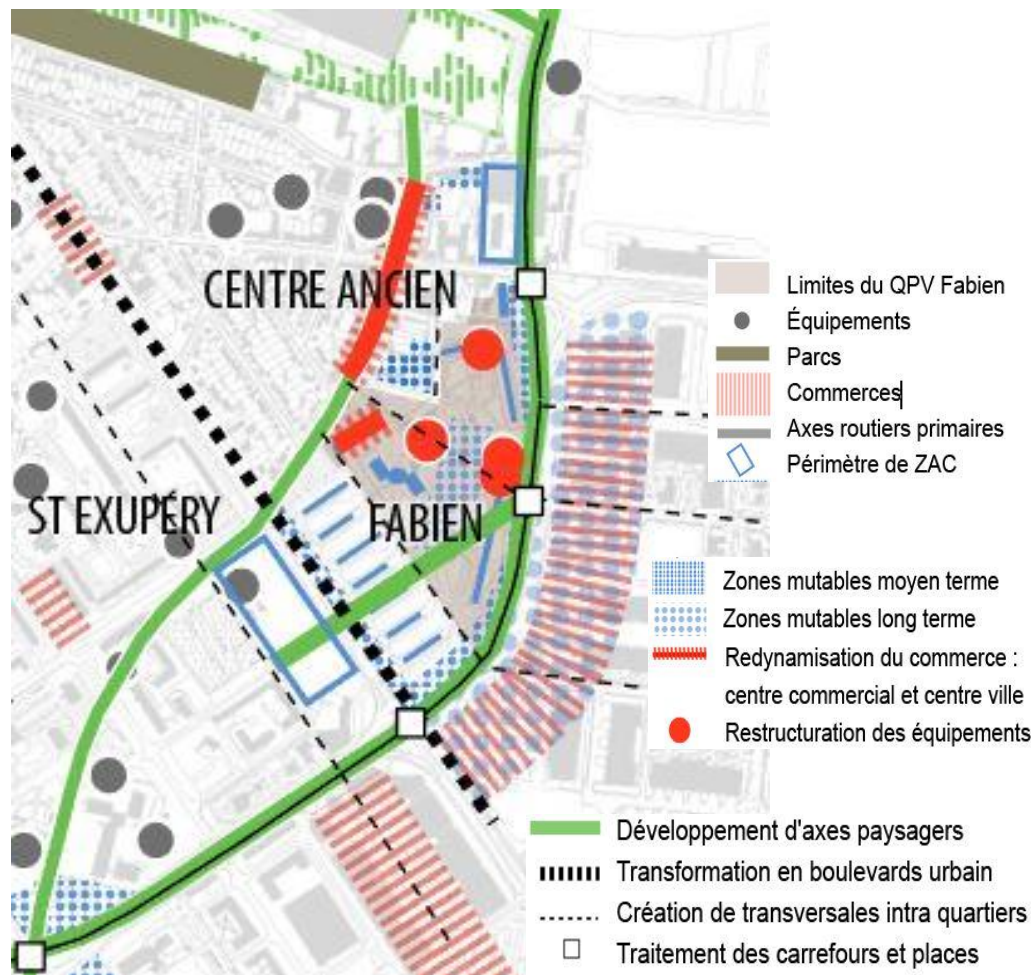 CENTRE ANCIEN
ST EXUPÉRY
FABIEN
Limites du QPV Fabien
Équipements
Parcs
Commerces
Axes routiers primaires
Périmètre de ZAC
Zones mutables moyen terme
Zones mutables long terme
Redynamisation du commerce :
centre commercial et centre ville
Restructuration des équipements
Développement d'axes paysagers
Transformation en boulevards urbain
Création de transversales intra quartiers
Traitement des carrefours et places